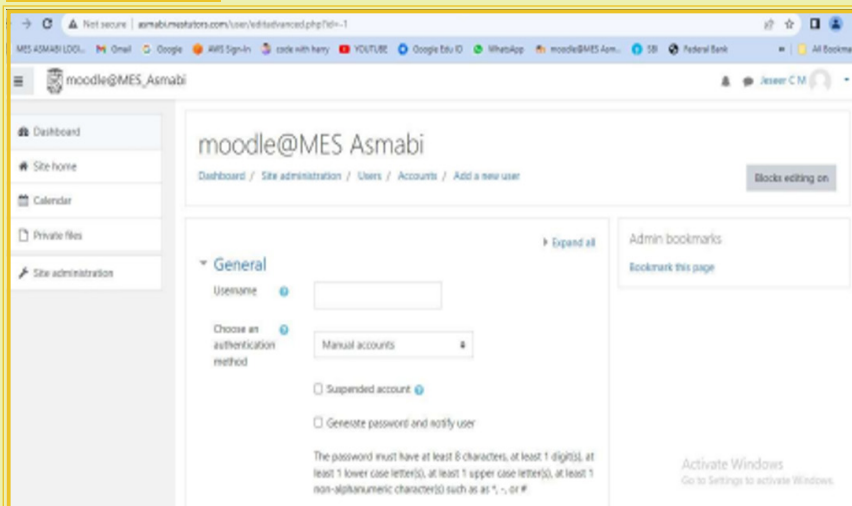 Not secure | asmabi.mestutors.com/user/editadvanced.php?id=-1
MES ASMABI LOGI... Gmail Google AWS Sign-In code with harry YOUTUBE Google Edu ID WhatsApp moodle@MES Asm... SBI Federal Bank All Bookma
moodle@MES_Asmabi Jeseer C M
Dashboard
Site home
Calendar
Private files
Site administration
moodle@MES Asmabi
Dashboard / Site administration / Users / Accounts / Add a new user
Blocks editing on
Expand all
General
Username
Choose an
authentication
method
Manual accounts
Suspended account
Generate password and notify user
The password must have at least 8 characters, at least 1 digit(s), at
least 1 lower case letter(s), at least 1 upper case letter(s), at least 1
non-alphanumeric character(s) such as as *, -, or #
Admin bookmarks
Bookmark this page
Activate Windows
Go to Settings to activate Windows.